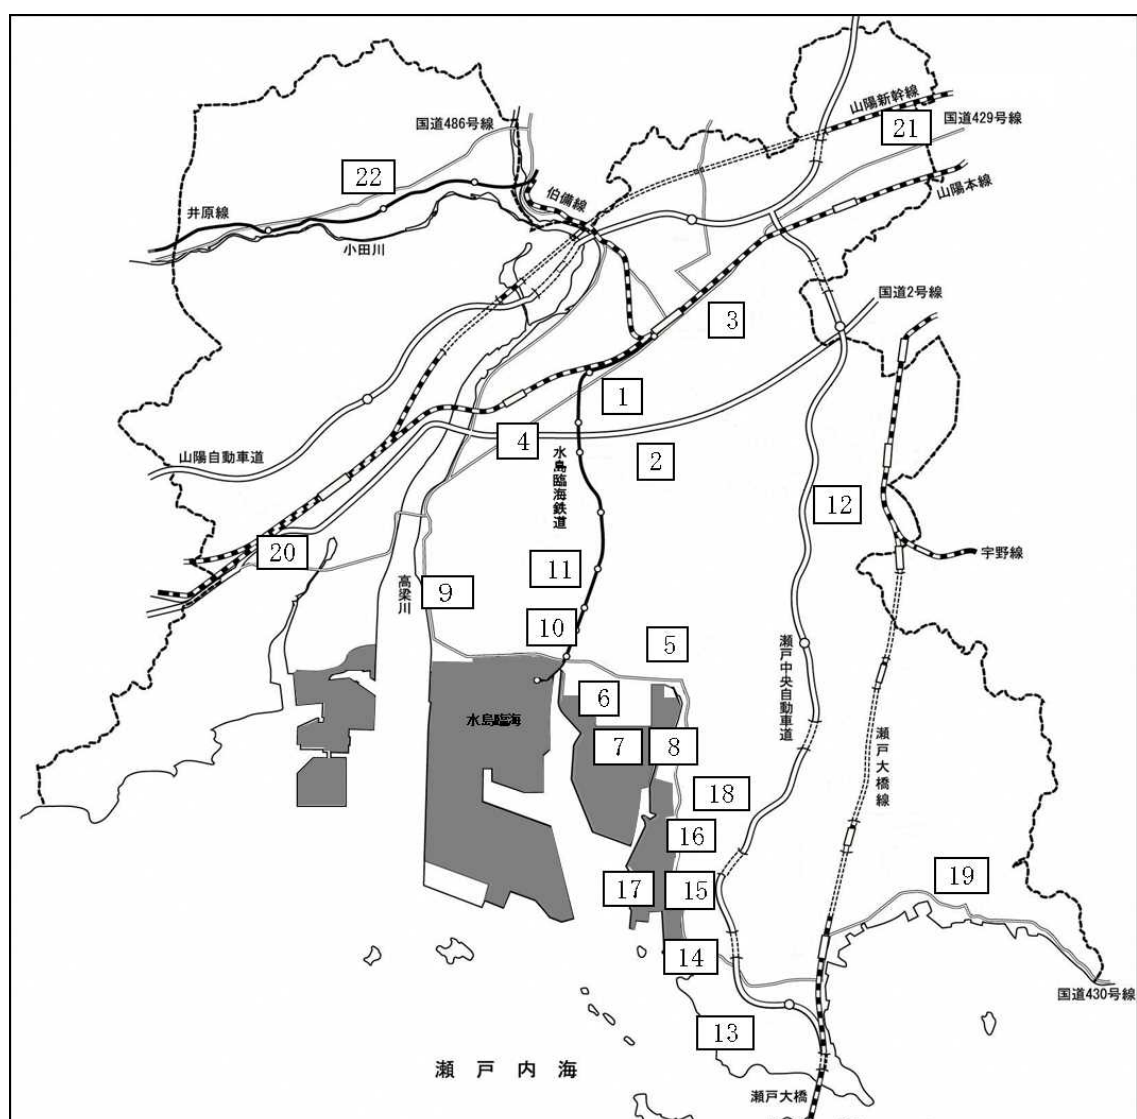 山陽新幹線
21
国道429号線
国道486号線
22
伯備線
山陽本線
井原線
小田川
国道2号線
3
1
4
2
山陽自動車道
水島臨海鉄道
12
20
宇野線
11
9
高梁川
10
5
瀬戸中央自動車道
6
水島臨海
7
8
瀬戸大橋線
18
16
19
17
15
14
国道430号線
13
瀬戸内海
瀬戸大橋